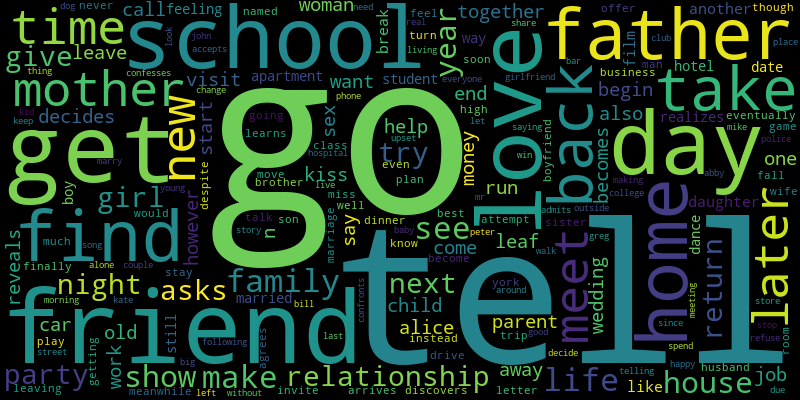 time
call
feeling
dog
never
school
woman
named
another
though
together
break
year
father
give
leave
mother
decides
visit
apartment
student
want
feel
real
turn
living
way
soon
share
offer
club
place
film
hotel
business
man
date
get
new
start
change
go
going
learns
phone
sex
class
hospital
help
upset
try
even
plan
money
end
high
let
girlfriend
everyone
need
love
back
boyfriend
bar
begin
also
becomes
take
realizes
eventually
mike
game
police
day
one
fall
wife
boy
girl
would
however
despite
move
kiss
brother
live
miss
well
run
saying
win
mr
making
college
abby
daughter
young
marry
kid
keep
thing
look
john
accepts
confesses
find
much
song
reveals
finally
alone
couple
talk
son
n
story
marriage
dinner
baby
say
know
best
see
peter
become
come
attempt
leaf
admits
outside
sister
meet
greg
walk
home
dance
later
night
morning
kate
stay
asks
family
married
bill
next
child
york
around
wedding
return
since
meeting
store
stop
refuse
room
friend
tell
car
play
street
old
work
getting
still
following
big
agrees
last
confronts
alice
instead
parent
trip
good
drive
decide
life
telling
spend
happy
husband
like
house
job
due
party
leaving
meanwhile
show
left
make
without
invite
relationship
arrives
discovers
away
letter